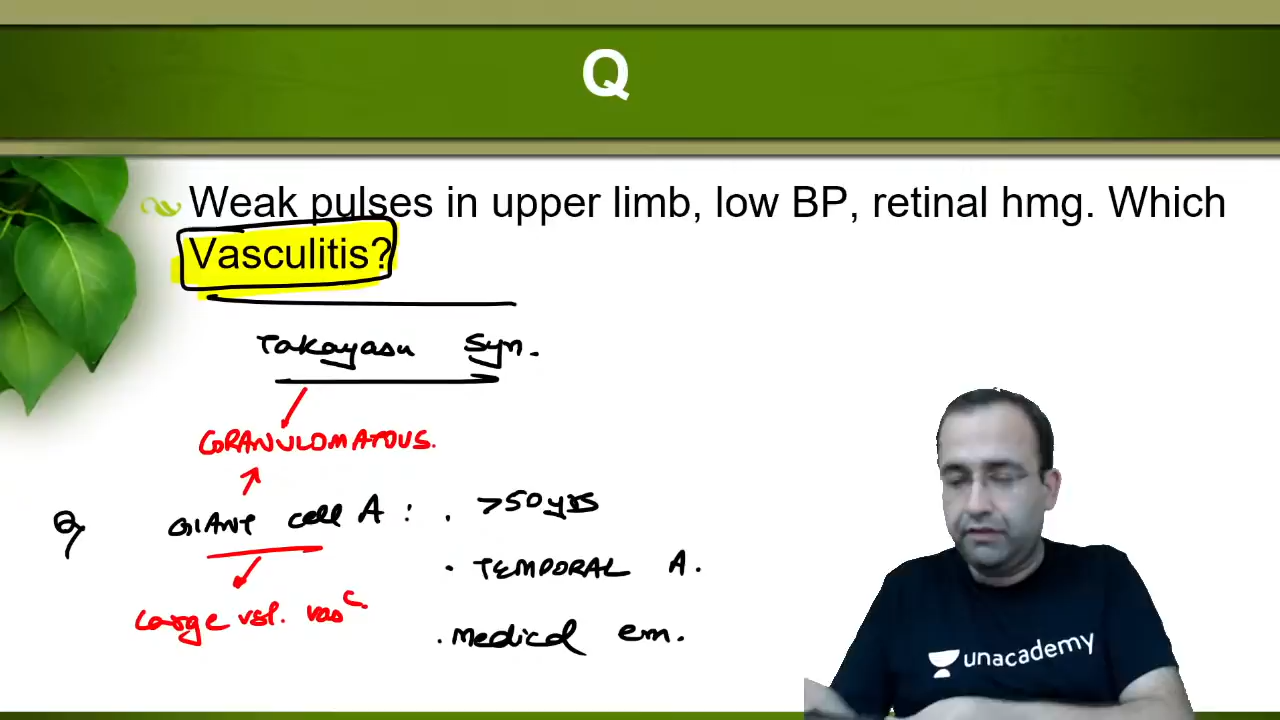 Q
Weak pulses in upper limb, low BP, retinal hmg. Which
Vasculitis?
Takayasu Syn.
GRANULOMATOUS.
Q GIANT cell A : . >50yrs
. TEMPORAL A.
Large vsl. vasc
. Medical em.
unacademy